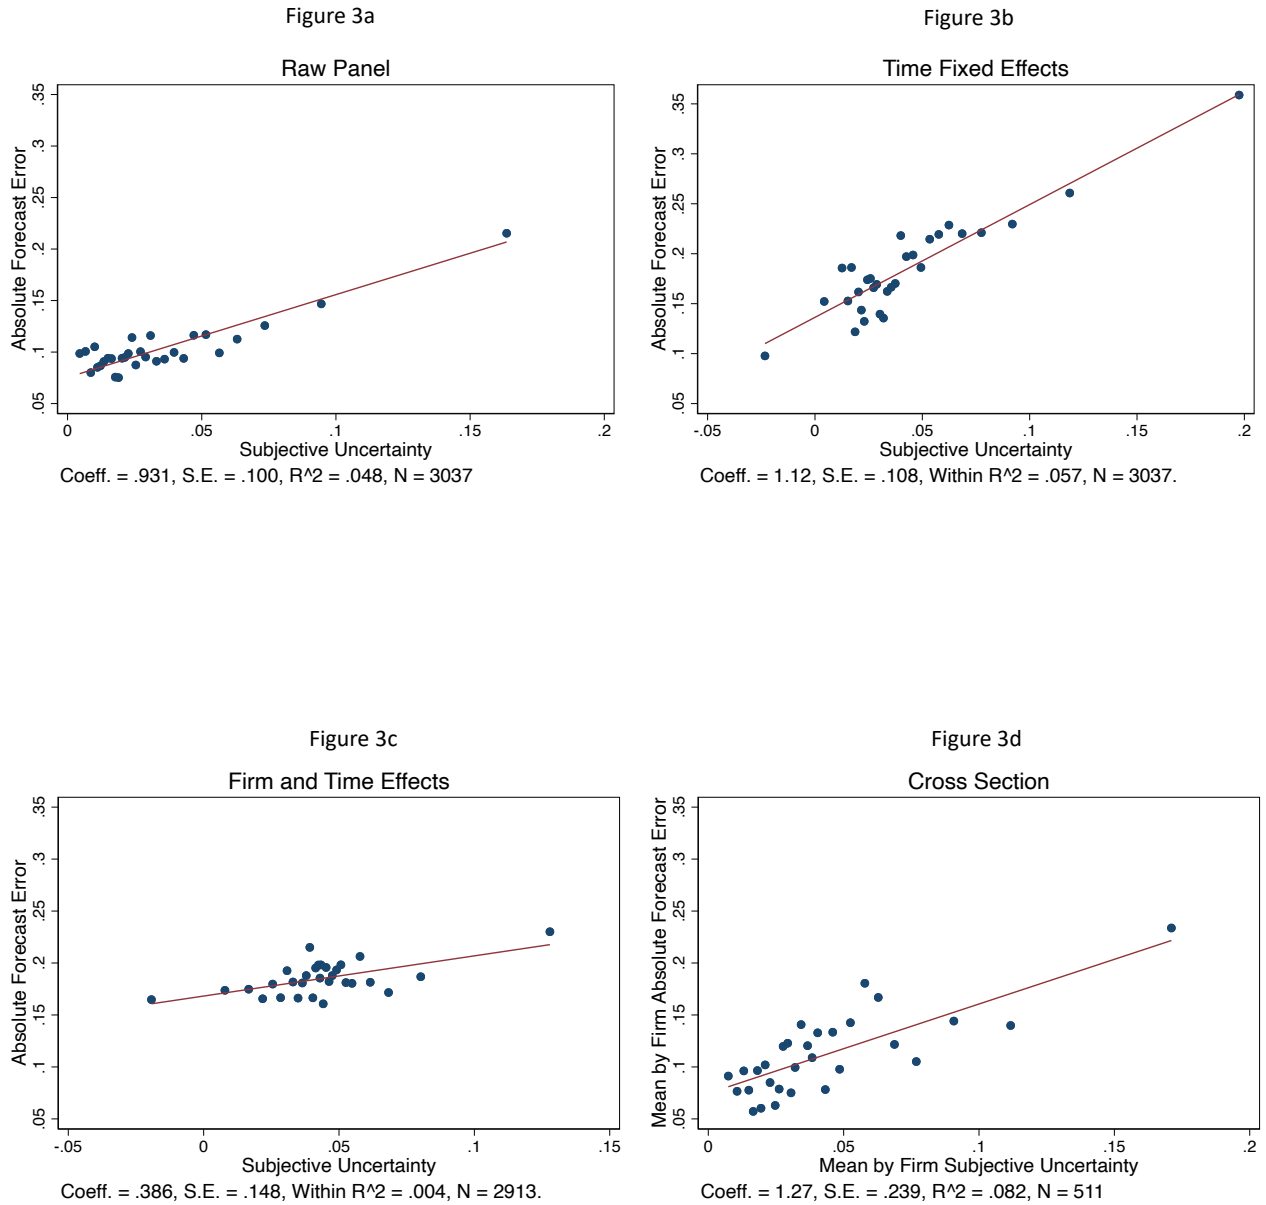 Figure 3a
Raw Panel
Absolute Forecast Error
.35
.3
.25
.2
.15
.1
.05
0 .05 .1 .15 .2
Subjective Uncertainty
Coeff. = .931, S.E. = .100, R^2 = .048, N = 3037
Figure 3b
Time Fixed Effects
Absolute Forecast Error
.35
.3
.25
.2
.15
.1
.05
-.05 0 .05 .1 .15 .2
Subjective Uncertainty
Coeff. = 1.12, S.E. = .108, Within R^2 = .057, N = 3037.
Figure 3c
Firm and Time Effects
Absolute Forecast Error
.35
.3
.25
.2
.15
.1
.05
-.05 0 .05 .1 .15
Subjective Uncertainty
Coeff. = .386, S.E. = .148, Within R^2 = .004, N = 2913.
Figure 3d
Cross Section
Mean by Firm Absolute Forecast Error
.35
.3
.25
.2
.15
.1
.05
0 .05 .1 .15 .2
Mean by Firm Subjective Uncertainty
Coeff. = 1.27, S.E. = .239, R^2 = .082, N = 511